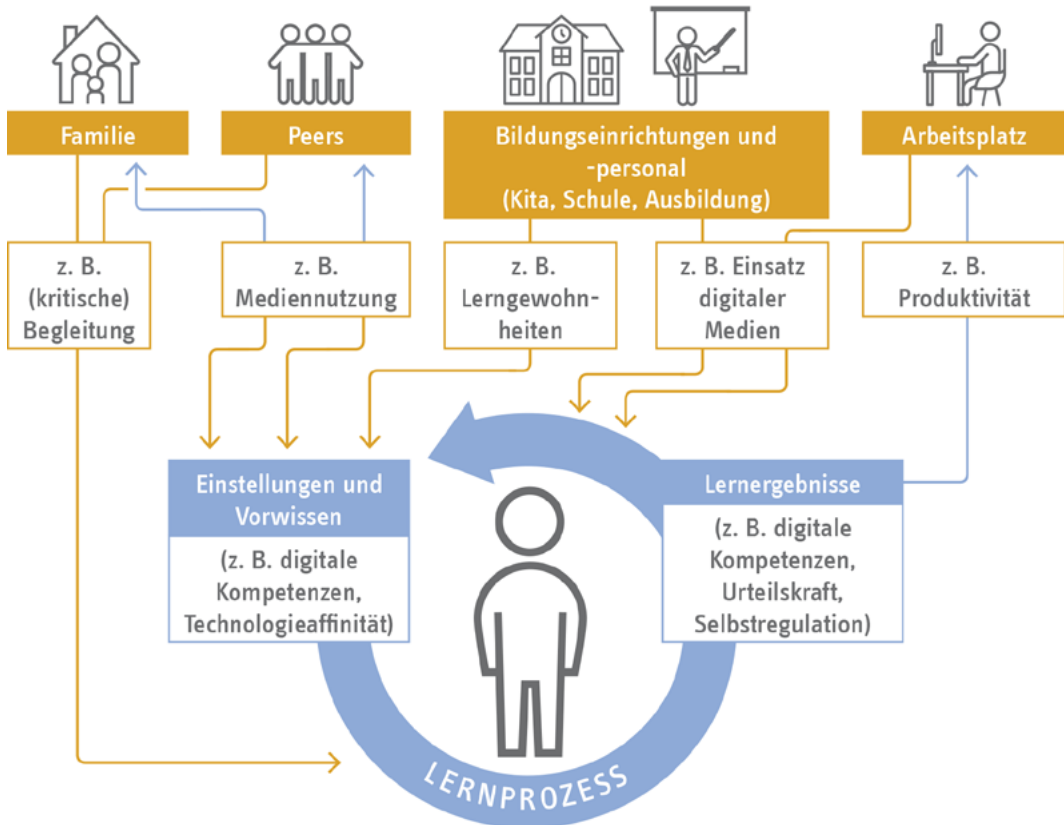 Familie
Peers
Bildungseinrichtungen und
-personal
(Kita, Schule, Ausbildung)
Arbeitsplatz
z. B.
(kritische)
Begleitung
z. B.
Mediennutzung
z. B.
Lerngewohn-
heiten
z. B. Einsatz
digitaler
Medien
z. B.
Produktivität
Einstellungen und
Vorwissen
(z. B. digitale
Kompetenzen,
Technologieaffinität)
Lernergebnisse
(z. B. digitale
Kompetenzen,
Urteilskraft,
Selbstregulation)
LERNPROZESS